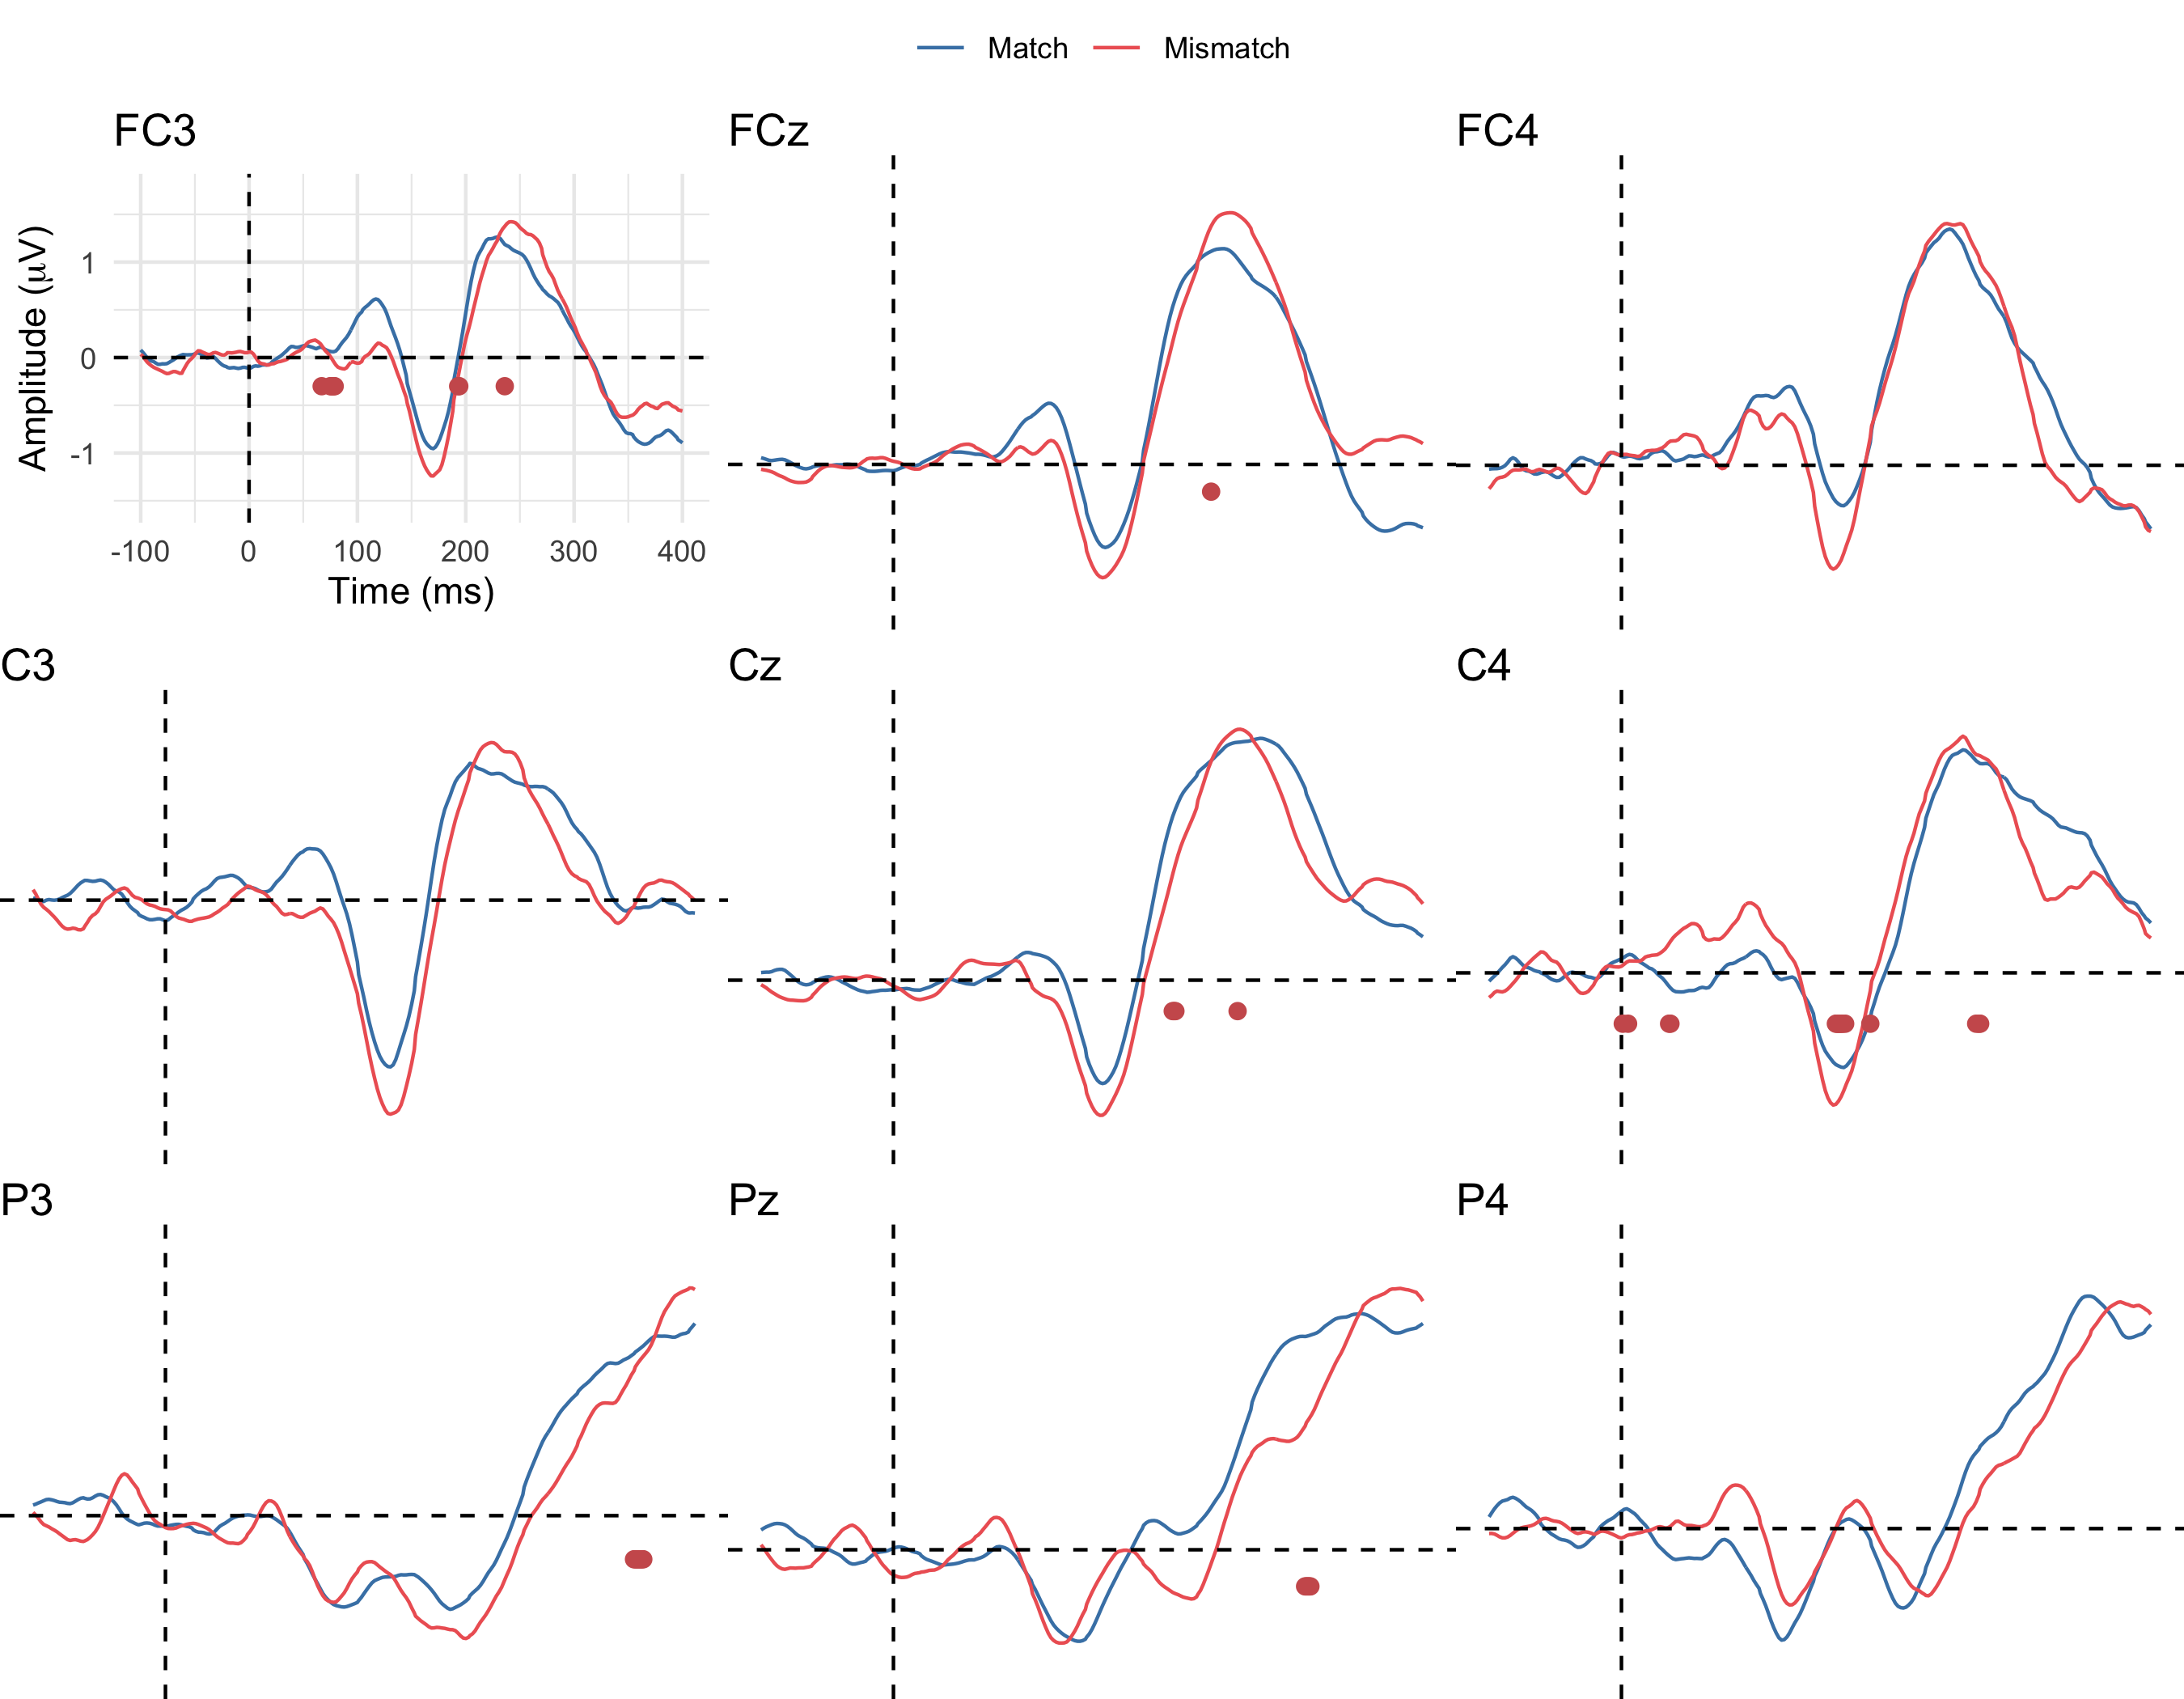 Match Mismatch
FC3
FCz
FC4
Amplitude (µV)
1
0
-1
-100 0 100 200 300 400
Time (ms)
C3
Cz
C4
P3
Pz
P4